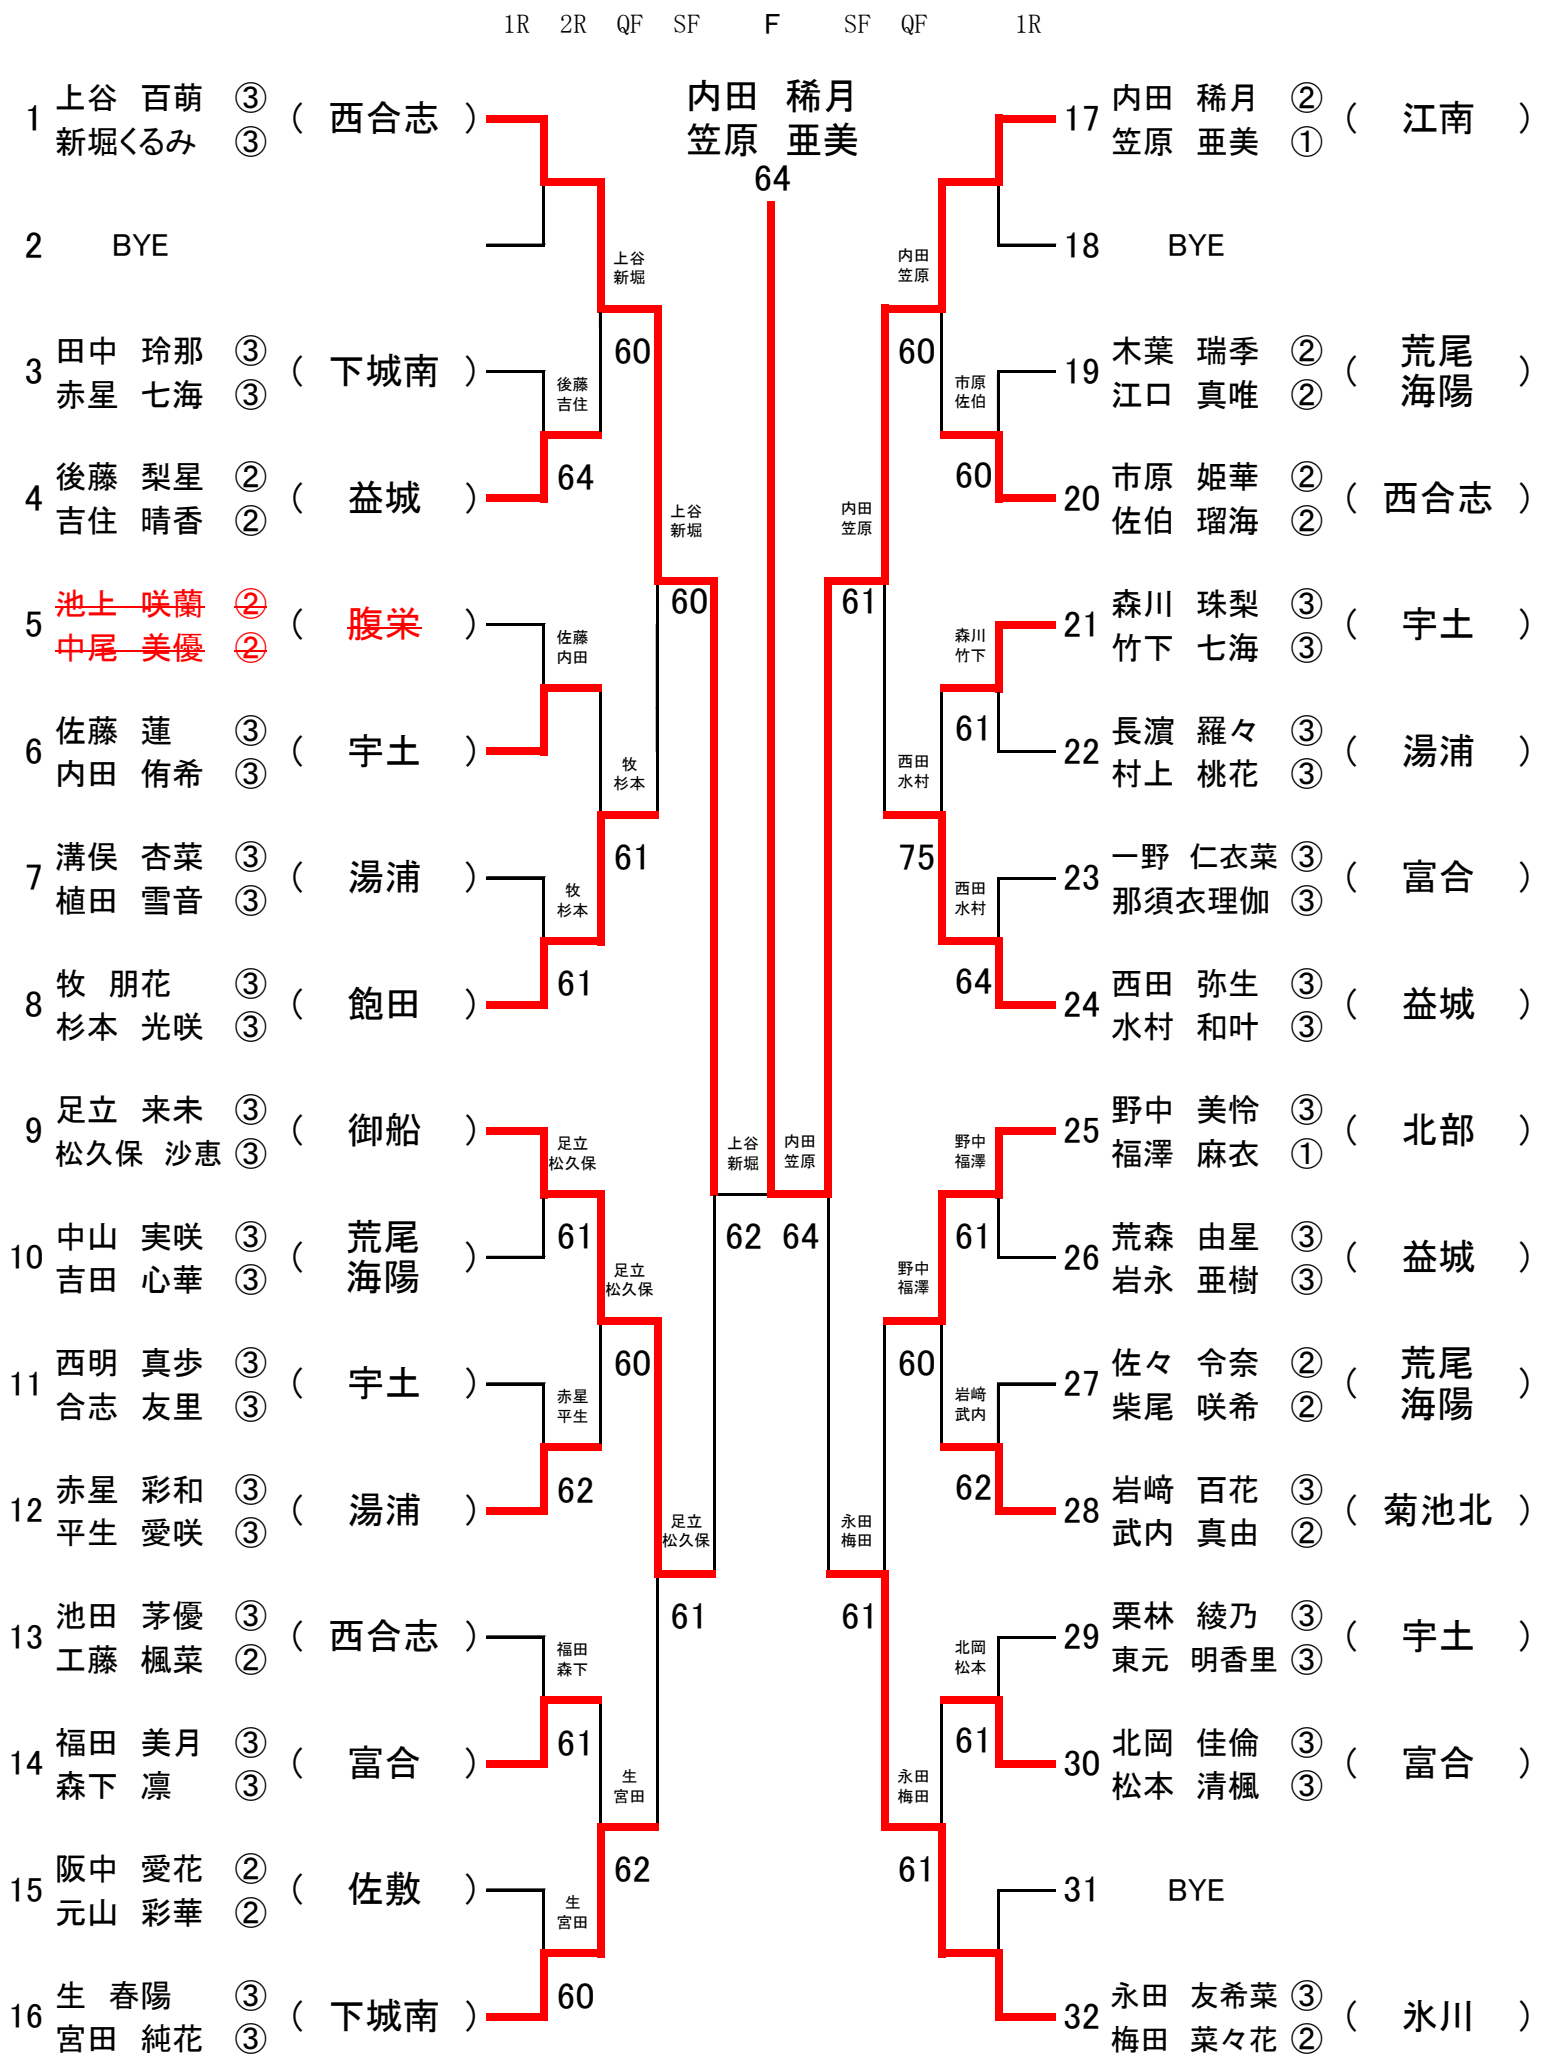 1R 2R QF SF F SF QF 1R
内田 稀月
笠原 亜美
64
1 上谷 百萌 ③ ( 西合志 )
新堀くるみ ③
2 BYE
3 田中 玲那 ③ ( 下城南 )
赤星 七海 ③
4 後藤 梨星 ② ( 益城 )
吉住 晴香 ②
5 池上 咲蘭 ② ( 腹栄 )
中尾 美優 ②
6 佐藤 蓮 ③ ( 宇土 )
内田 侑希 ③
7 溝俣 杏菜 ③ ( 湯浦 )
植田 雪音 ③
8 牧 朋花 ③ ( 飽田 )
杉本 光咲 ③
9 足立 来未 ③ ( 御船 )
松久保 沙恵 ③
10 中山 実咲 ③ ( 荒尾
海陽 )
吉田 心華 ③
11 西明 真歩 ③ ( 宇土 )
合志 友里 ③
12 赤星 彩和 ③ ( 湯浦 )
平生 愛咲 ③
13 池田 茅優 ③ ( 西合志 )
工藤 楓菜 ②
14 福田 美月 ③ ( 富合 )
森下 凛 ③
15 阪中 愛花 ② ( 佐敷 )
元山 彩華 ②
16 生 春陽 ③ ( 下城南 )
宮田 純花 ③
後藤
吉住
64
佐藤
内田
牧
杉本
61
足立
松久保
61
赤星
平生
62
福田
森下
61
生
宮田
60
上谷
新堀
60
牧
杉本
61
足立
松久保
60
生
宮田
62
上谷
新堀
60
足立
松久保
61
上谷
新堀
62
内田
笠原
64
内田
笠原
61
永田
梅田
61
内田
笠原
60
西田
水村
75
野中
福澤
60
永田
梅田
61
市原
佐伯
60
森川
竹下
61
西田
水村
64
野中
福澤
61
岩﨑
武内
62
北岡
松本
61
17 内田 稀月 ② ( 江南 )
笠原 亜美 ①
18 BYE
19 木葉 瑞季 ② ( 荒尾
海陽 )
江口 真唯 ②
20 市原 姫華 ② ( 西合志 )
佐伯 瑠海 ②
21 森川 珠梨 ③ ( 宇土 )
竹下 七海 ③
22 長濵 羅々 ③ ( 湯浦 )
村上 桃花 ③
23 一野 仁衣菜 ③ ( 富合 )
那須衣理伽 ③
24 西田 弥生 ③ ( 益城 )
水村 和叶 ③
25 野中 美怜 ③ ( 北部 )
福澤 麻衣 ①
26 荒森 由星 ③ ( 益城 )
岩永 亜樹 ③
27 佐々 令奈 ② ( 荒尾
海陽 )
柴尾 咲希 ②
28 岩﨑 百花 ③ ( 菊池北 )
武内 真由 ②
29 栗林 綾乃 ③ ( 宇土 )
東元 明香里 ③
30 北岡 佳倫 ③ ( 富合 )
松本 清楓 ③
31 BYE
32 永田 友希菜 ③ ( 氷川 )
梅田 菜々花 ②